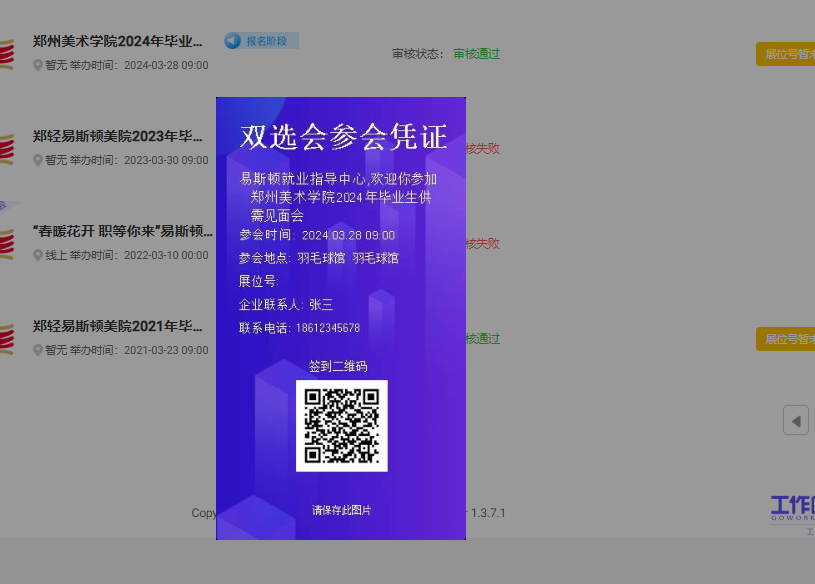 郑州美术学院2024年毕业...
报名阶段
暂无 举办时间：2024-03-28 09:00
审核状态：
审核通过
展位号暂未
郑轻易斯顿美院2023年毕...
暂无 举办时间：2023-03-30 09:00
核失败
“春暖花开 职等你来”易斯顿...
线上 举办时间：2022-03-10 00:00
核失败
郑轻易斯顿美院2021年毕...
暂无 举办时间：2021-03-23 09:00
核通过
展位号暂未
双选会参会凭证
易斯顿就业指导中心,欢迎你参加
郑州美术学院2024年毕业生供
需见面会
参会时间: 2024.03.28 09:00
参会地点: 羽毛球馆 羽毛球馆
展位号:
企业联系人: 张三
联系电话: 18612345678
签到二维码
请保存此图片
Copy
1.3.7.1
工作
GOWORK
工